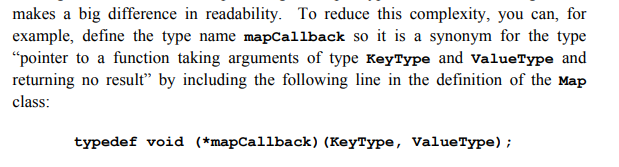 makes a big difference in readability. To reduce this complexity, you can, for
example, define the type name mapCallback so it is a synonym for the type
“pointer to a function taking arguments of type KeyType and ValueType and
returning no result” by including the following line in the definition of the Map
class:
typedef void (*mapCallback)(KeyType, ValueType);